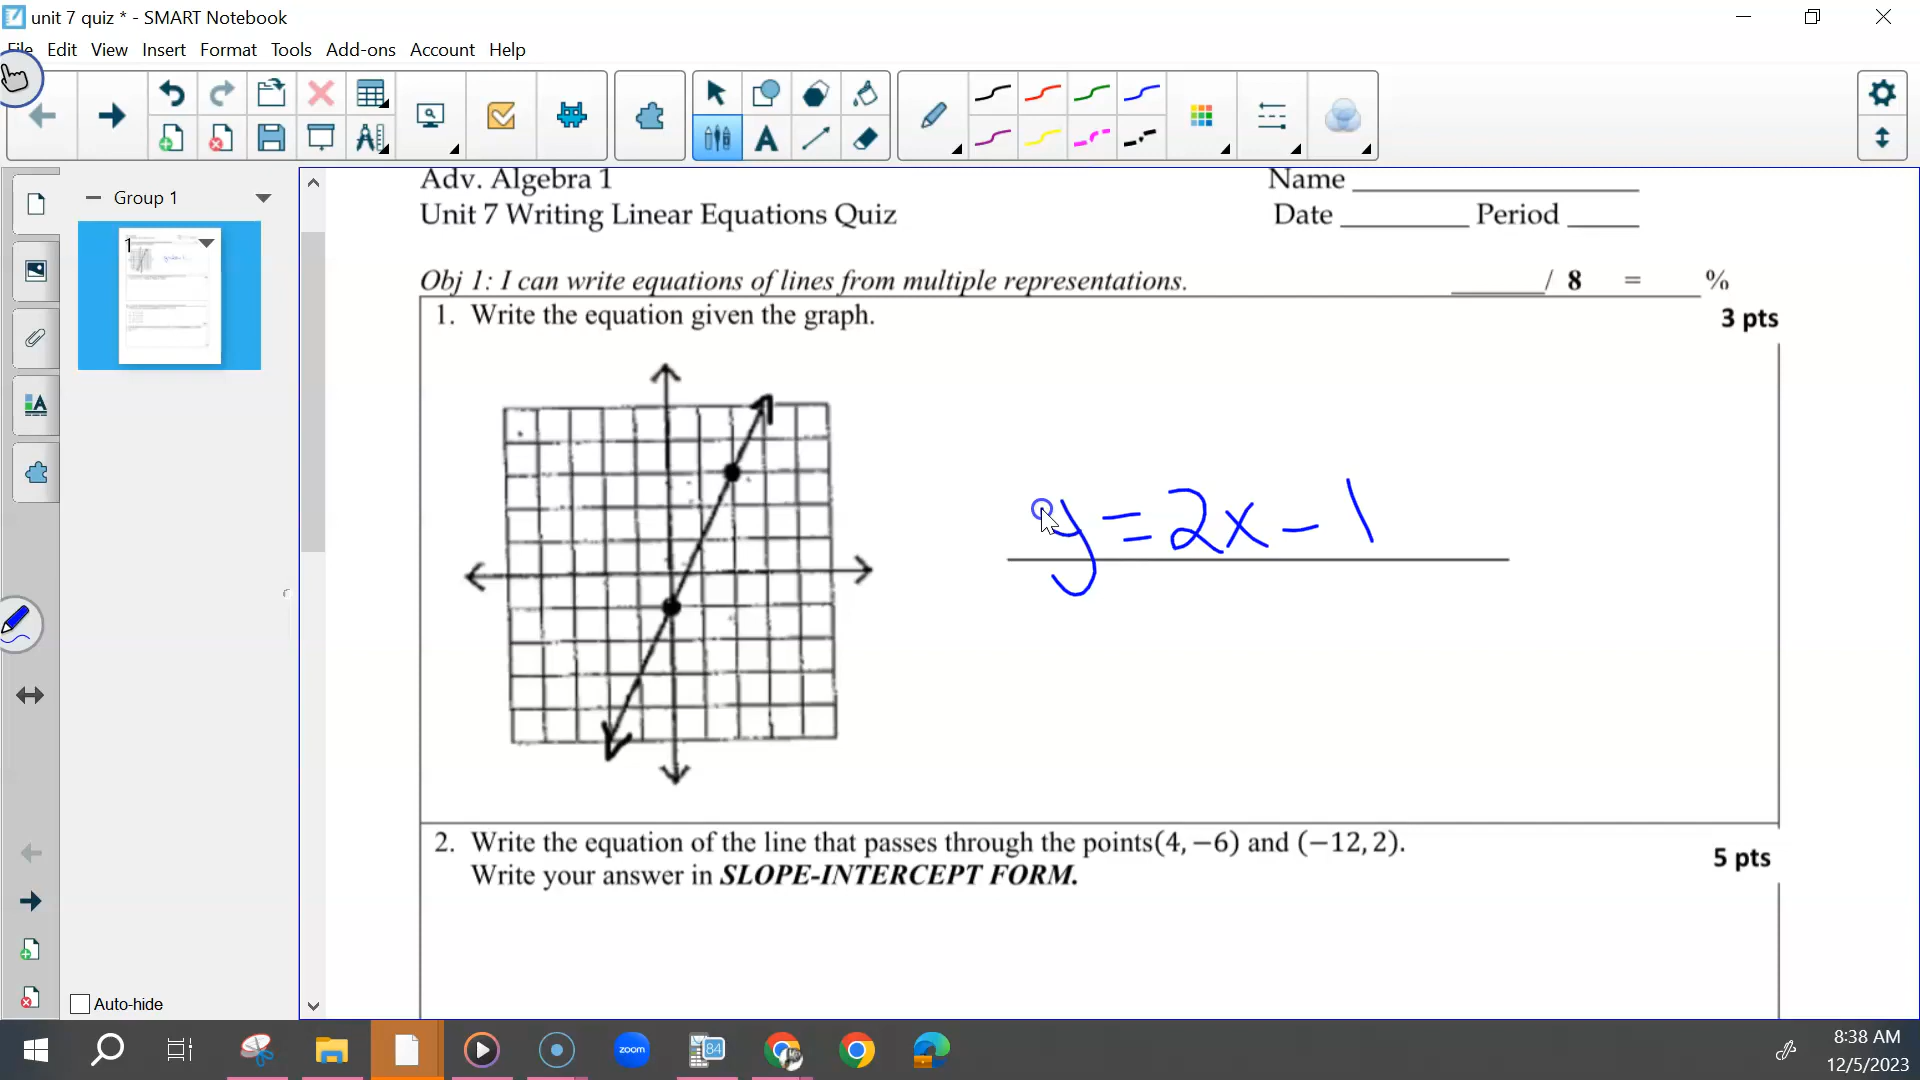 unit 7 quiz * - SMART Notebook
File Edit View Insert Format Tools Add-ons Account Help
Group 1
1
Adv. Algebra 1
Name
Unit 7 Writing Linear Equations Quiz
Date Period
Obj 1: I can write equations of lines from multiple representations.
/ 8 = %
1. Write the equation given the graph.
3 pts
y = 2x - 1
2. Write the equation of the line that passes through the points(4, −6) and (−12, 2).
Write your answer in SLOPE-INTERCEPT FORM.
5 pts
Auto-hide
zoom
84
8:38 AM
12/5/2023